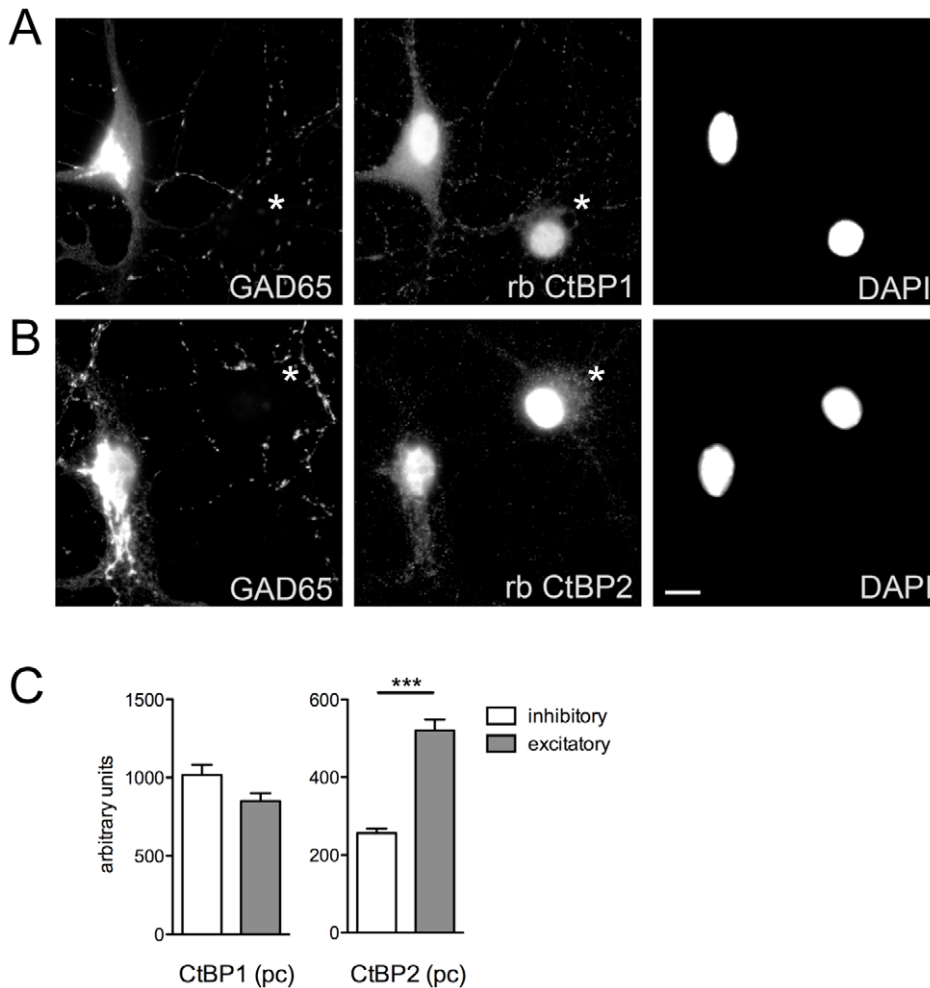 A
*
*
GAD65
rb CtBP1
DAPI
B
*
*
GAD65
rb CtBP2
DAPI
C
1500
1000
500
0
arbitrary units
CtBP1 (pc)
600
400
200
0
***
CtBP2 (pc)
inhibitory
excitatory